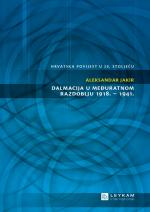 HRVATSKA POVIJEST U 20. STOLJEĆU
ALEKSANDAR JAKIR
DALMACIJA U MEĐURATNOM
RAZDOBLJU 1918. – 1941.
LEYKAM